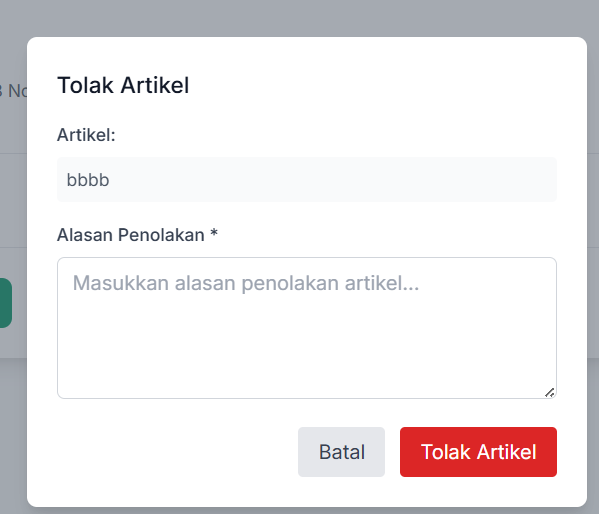 Tolak Artikel
Artikel:
bbbb
Alasan Penolakan *
Masukkan alasan penolakan artikel...
Batal
Tolak Artikel